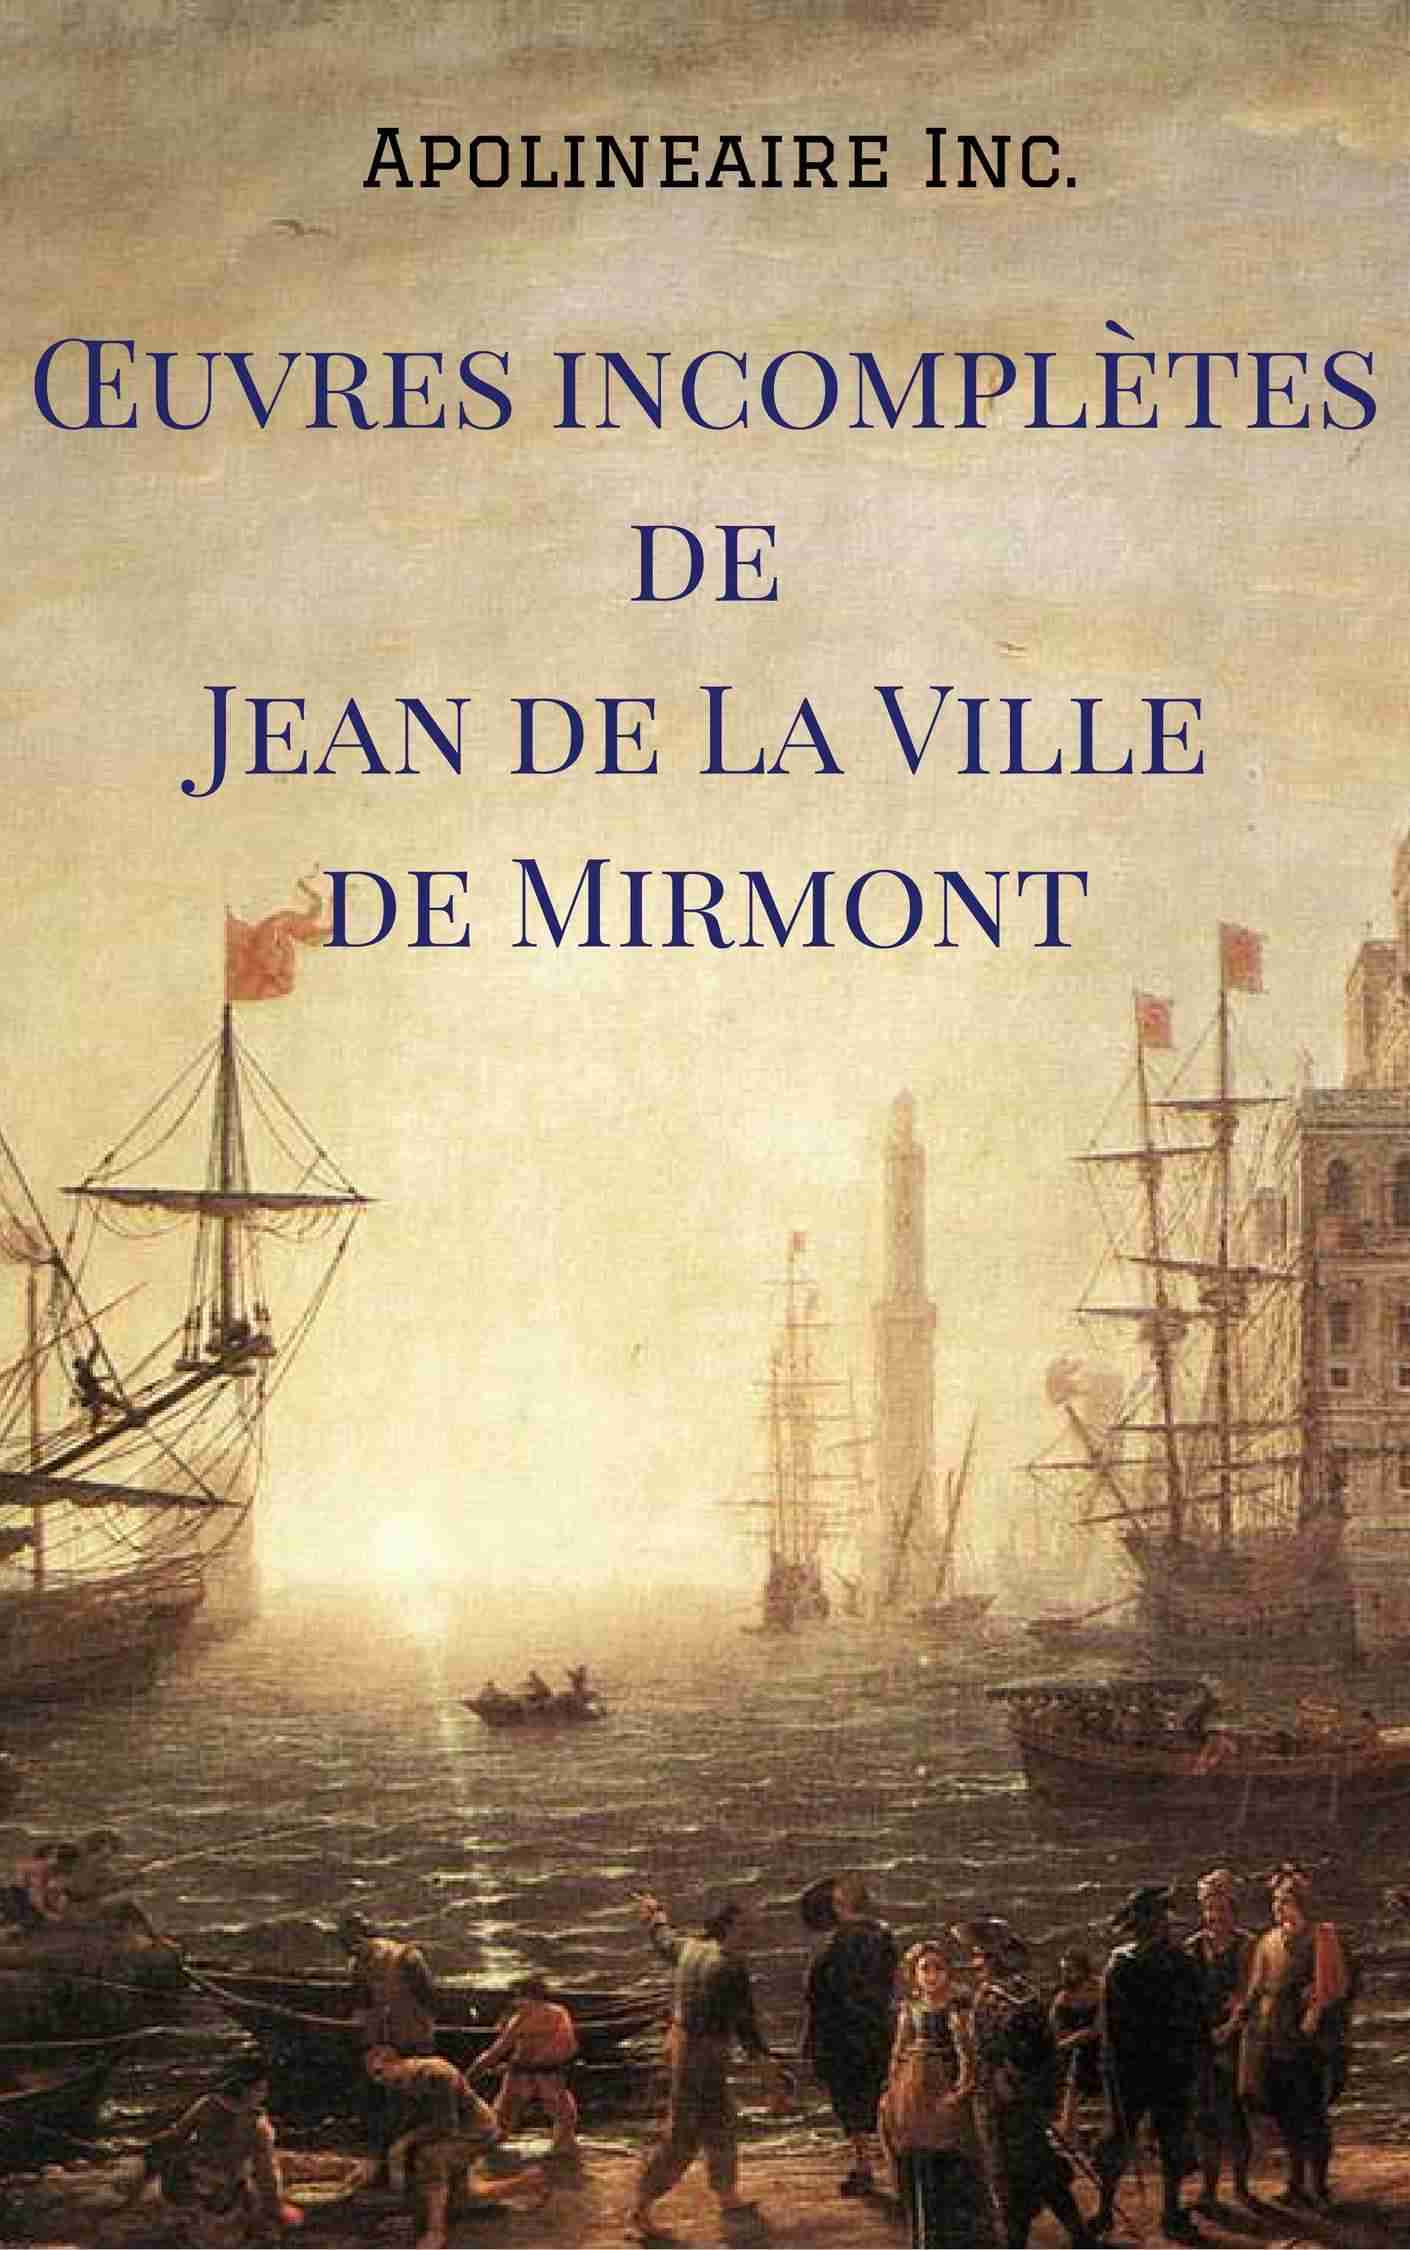 Apolineaire Inc.
Œuvres incomplètes
de
Jean de La Ville
de Mirmont